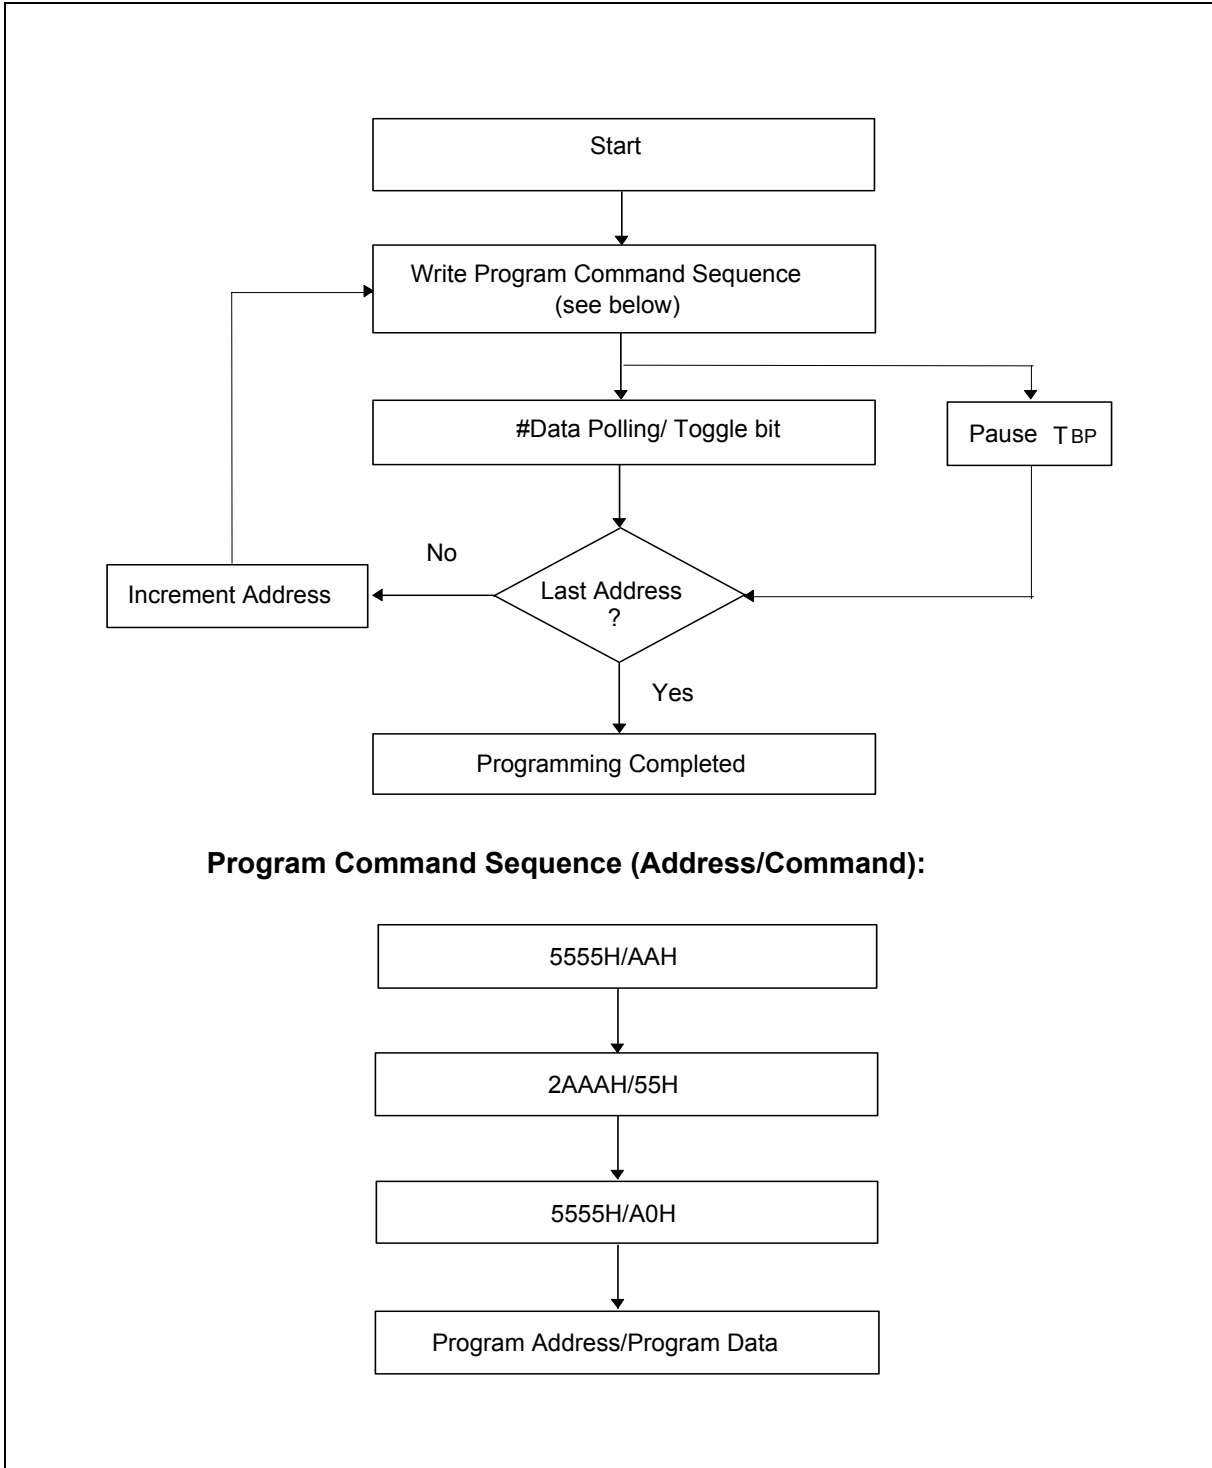 Start
Write Program Command Sequence
(see below)
#Data Polling/ Toggle bit
Pause TBP
No
Increment Address
Last Address
?
Yes
Programming Completed
Program Command Sequence (Address/Command):
5555H/AAH
2AAAH/55H
5555H/A0H
Program Address/Program Data